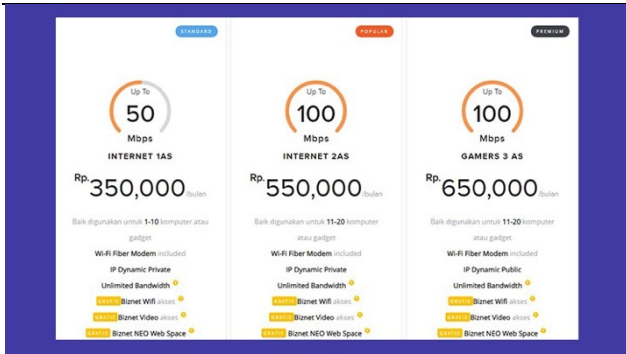 STANDARD
Up To
50
Mbps
INTERNET 1AS
Rp.350,000/bulan
Baik digunakan untuk 1-10 komputer atau
gadget
Wi-Fi Fiber Modem included
IP Dynamic Private
Unlimited Bandwidth
GRATIS Biznet Wifi akses
GRATIS Biznet Video akses
GRATIS Biznet NEO Web Space
POPULAR
Up To
100
Mbps
INTERNET 2AS
Rp.550,000/bulan
Baik digunakan untuk 11-20 komputer
atau gadget
Wi-Fi Fiber Modem included
IP Dynamic Private
Unlimited Bandwidth
GRATIS Biznet Wifi akses
GRATIS Biznet Video akses
GRATIS Biznet NEO Web Space
PREMIUM
Up To
100
Mbps
GAMERS 3 AS
Rp.650,000/bulan
Baik digunakan untuk 11-20 komputer
atau gadget
Wi-Fi Fiber Modem included
IP Dynamic Public
Unlimited Bandwidth
GRATIS Biznet Wifi akses
GRATIS Biznet Video akses
GRATIS Biznet NEO Web Space